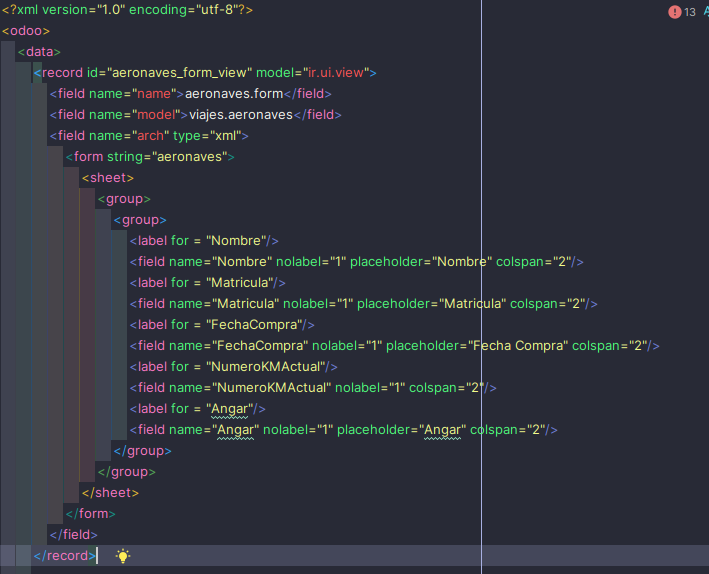 <?xml version="1.0" encoding="utf-8"?>
13
<odoo>
<data>
<record id="aeronaves_form_view" model="ir.ui.view">
<field name="name">aeronaves.form</field>
<field name="model">viajes.aeronaves</field>
<field name="arch" type="xml">
<form string="aeronaves">
<sheet>
<group>
<group>
<label for = "Nombre"/>
<field name="Nombre" nolabel="1" placeholder="Nombre" colspan="2"/>
<label for = "Matricula"/>
<field name="Matricula" nolabel="1" placeholder="Matricula" colspan="2"/>
<label for = "FechaCompra"/>
<field name="FechaCompra" nolabel="1" placeholder="Fecha Compra" colspan="2"/>
<label for = "NumeroKMActual"/>
<field name="NumeroKMActual" nolabel="1" colspan="2"/>
<label for = "Angar"/>
<field name="Angar" nolabel="1" placeholder="Angar" colspan="2"/>
</group>
</group>
</sheet>
</form>
</field>
</record>